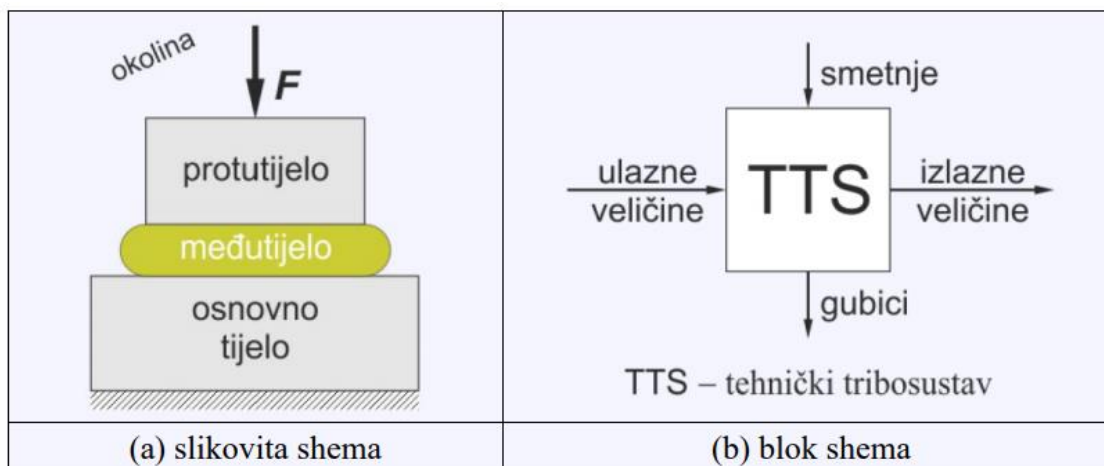 okolina
F
protutijelo
međutijelo
osnovno
tijelo
(a) slikovita shema
smetnje
ulazne
veličine
TTS
izlazne
veličine
gubici
TTS – tehnički tribosustav
(b) blok shema